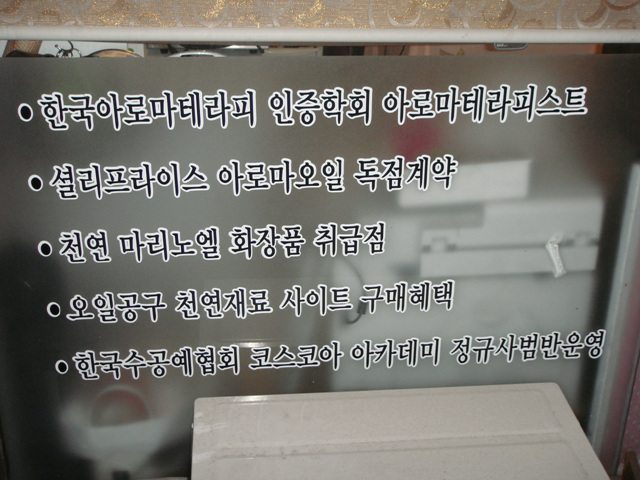 • 한국아로마테라피 인증학회 아로마테라피스트
• 셜리프라이스 아로마오일 독점계약
• 천연 마리노엘 화장품 취급점
• 오일공구 천연재료 사이트 구매혜택
• 한국수공예협회 코스코아 아카데미 정규사범반운영